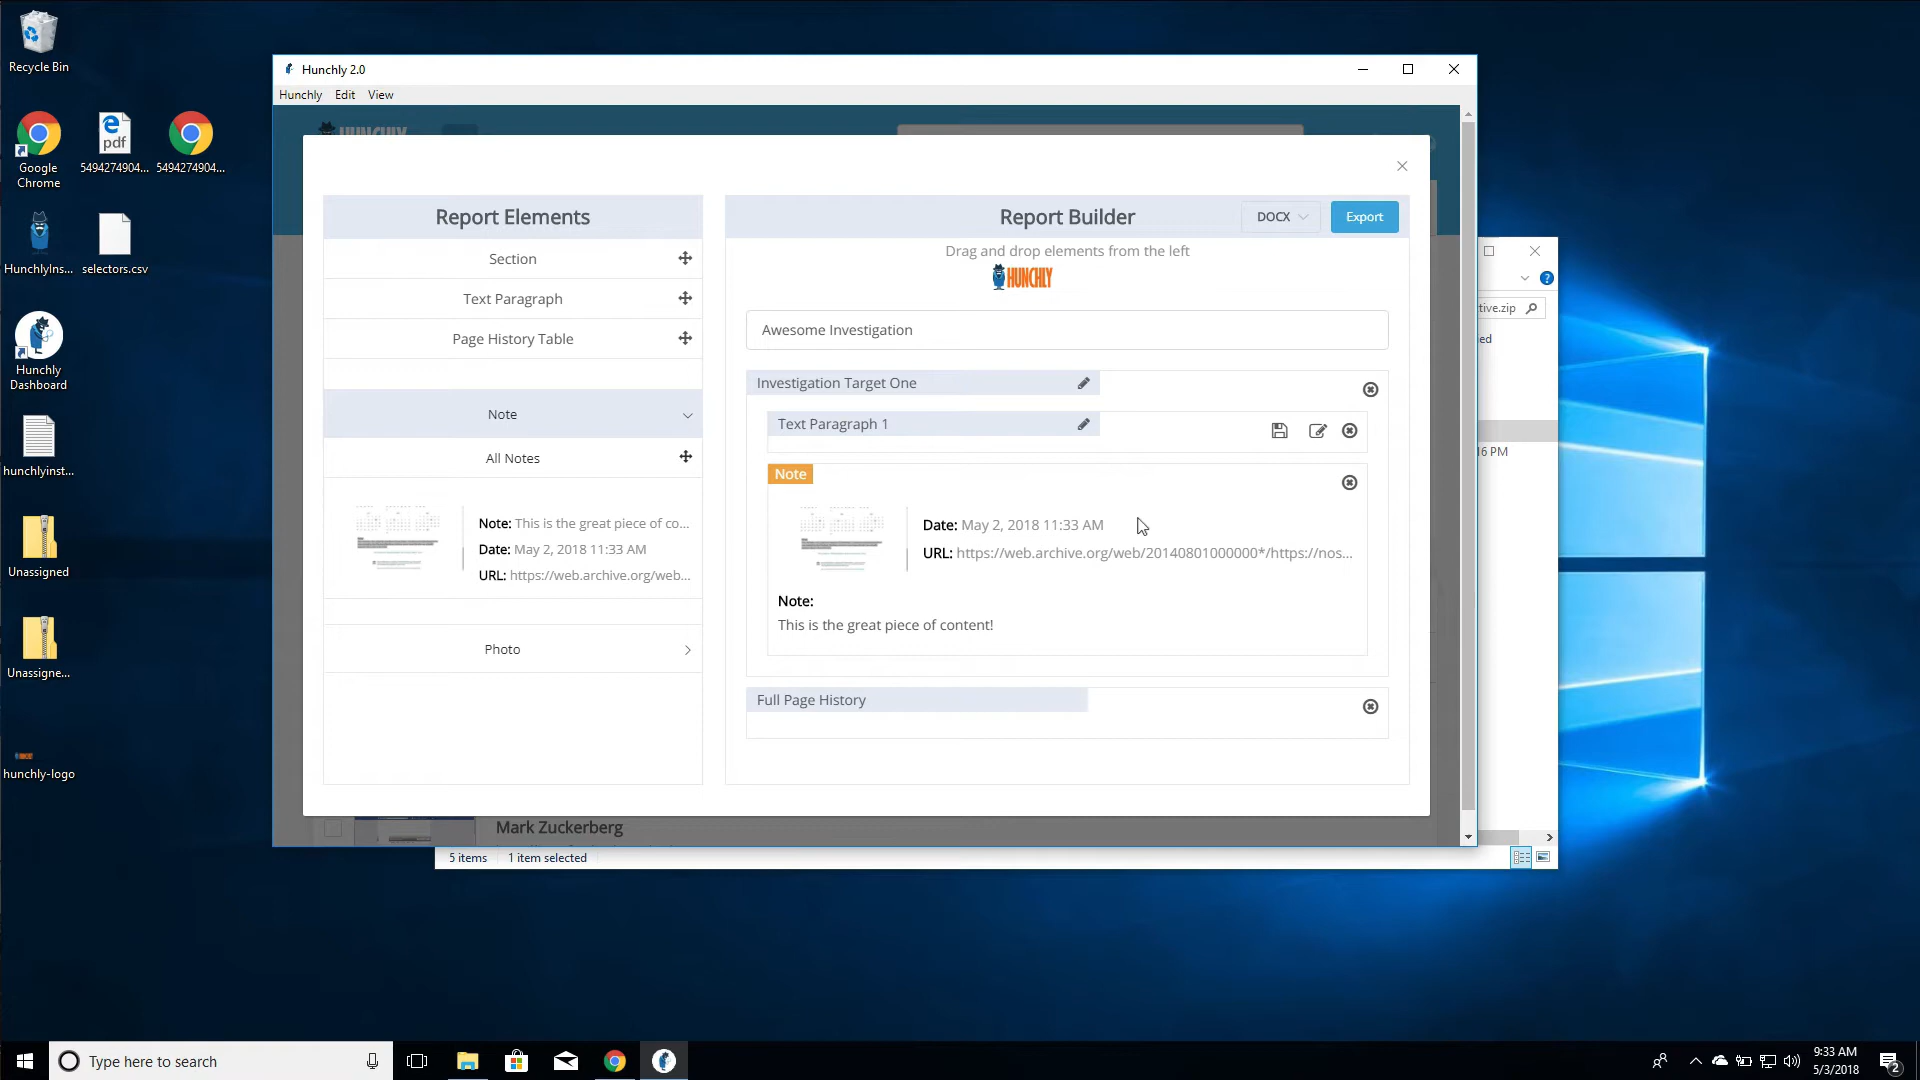 Recycle Bin
Google Chrome
5494274904...
5494274904...
HunchlyIns...
selectors.csv
Hunchly Dashboard
hunchlyinst...
Unassigned
Unassigne...
hunchly-logo
pdf
Hunchly 2.0
Hunchly Edit View
HUNCHLY
Report Elements
Section
Text Paragraph
Page History Table
Note
All Notes
Note: This is the great piece of co...
Date: May 2, 2018 11:33 AM
URL: https://web.archive.org/web...
Photo
Report Builder
DOCX
Export
Drag and drop elements from the left
HUNCHLY
Awesome Investigation
Investigation Target One
Text Paragraph 1
Note
Date: May 2, 2018 11:33 AM
URL: https://web.archive.org/web/20140801000000*/https://nos...
Note:
This is the great piece of content!
Full Page History
Mark Zuckerberg
5 items 1 item selected
tive.zip
ed
16 PM
Type here to search
9:33 AM
5/3/2018
2